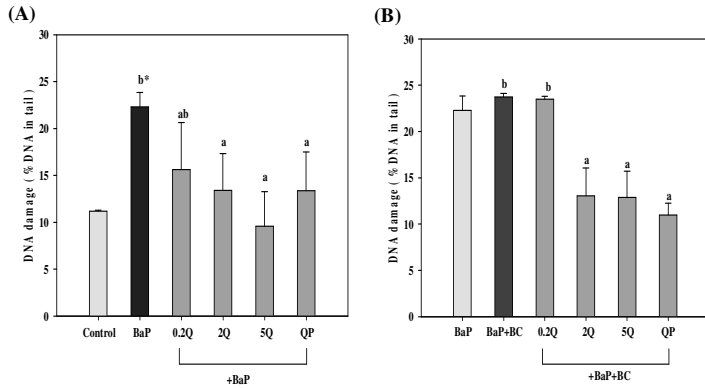 (A)
DNA damage ( % DNA in tail )
30
25
20
15
10
5
0
b*
ab
a
a
a
Control BaP 0.2Q 2Q 5Q QP
+BaP
(B)
DNA damage ( % DNA in tail )
30
25
20
15
10
5
0
b
b
a
a
a
BaP BaP+BC 0.2Q 2Q 5Q QP
+BaP+BC